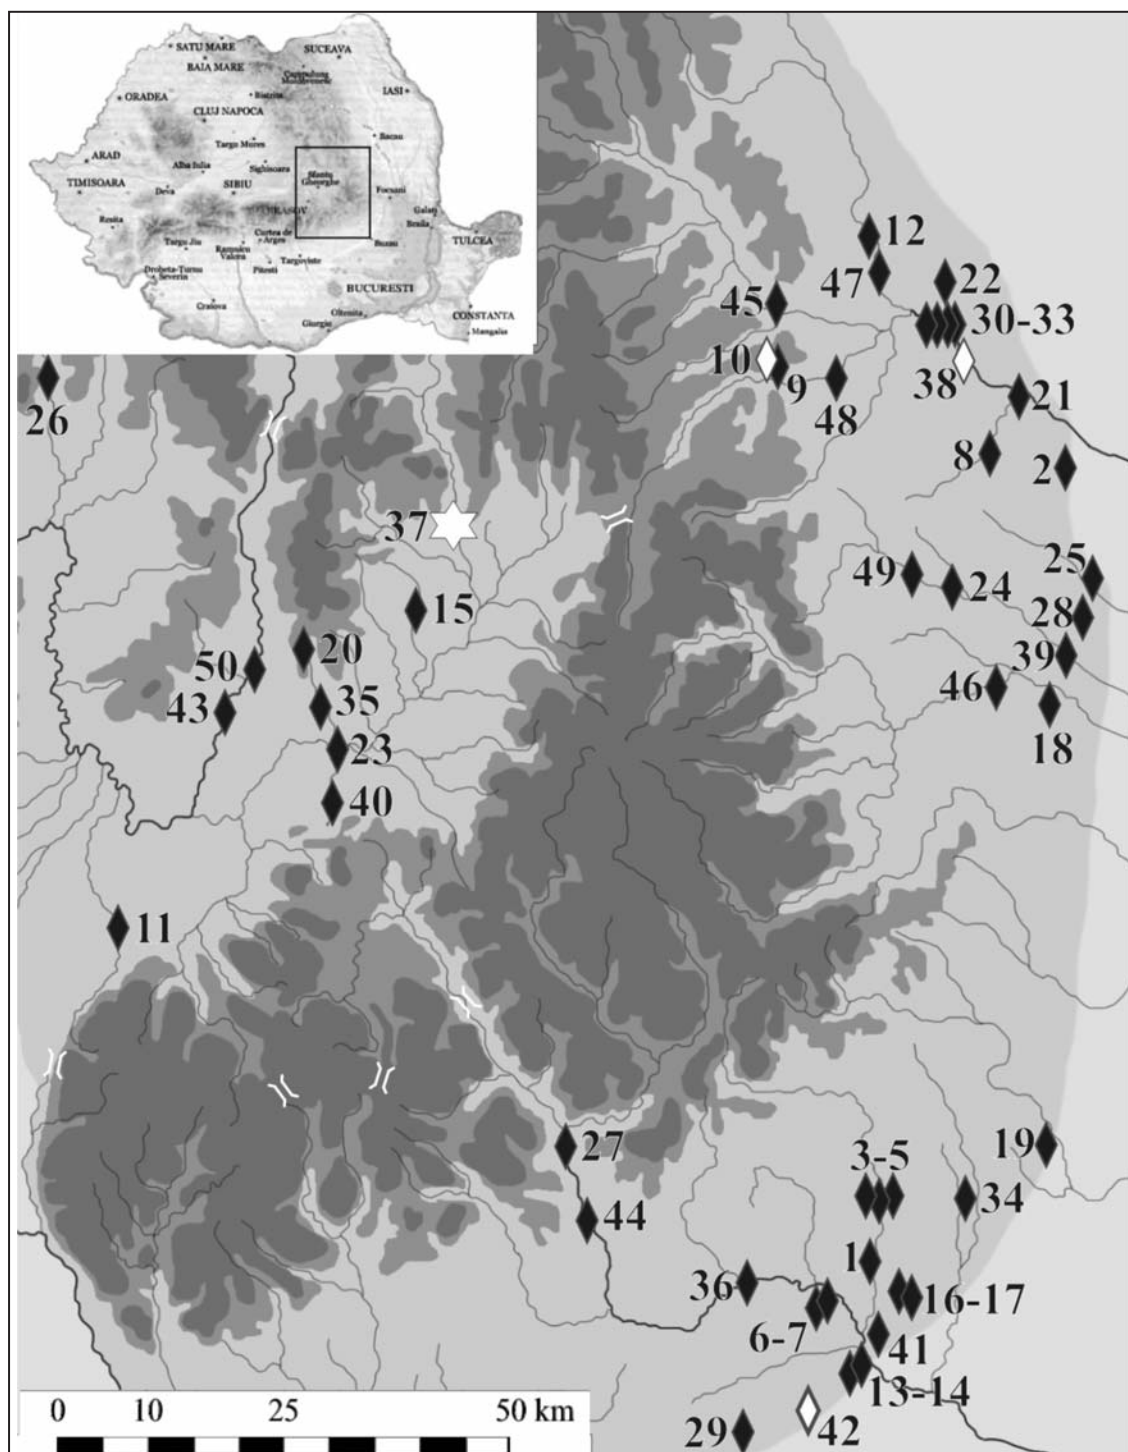 SATU MARE
SUCEAVA
BAIA MARE
Bistrita
IASI
ORADEA
CLUJ NAPOCA
Targu Mures
Bacau
ARAD
Alba Iulia
Sighisoara
Sfantu
Gheorghe
TIMISOARA
Deva
SIBIU
Focsani
Resita
Galati
Braila
Targu Jiu
Ramnicu
Valcea
Curtea de
Arges
Buzau
TULCEA
Drobeta-Turnu
Severin
Pitesti
Targoviste
BUCURESTI
Craiova
Oltenita
Giurgiu
CONSTANTA
Mangalia
12
47
22
45
30-33
10
9
48
38
21
26
8
2
37
49
24
25
15
28
20
50
39
46
43
35
18
23
40
11
27
3-5
19
34
44
1
36
16-17
6-7
41
13-14
29
42
0 10 25 50 km